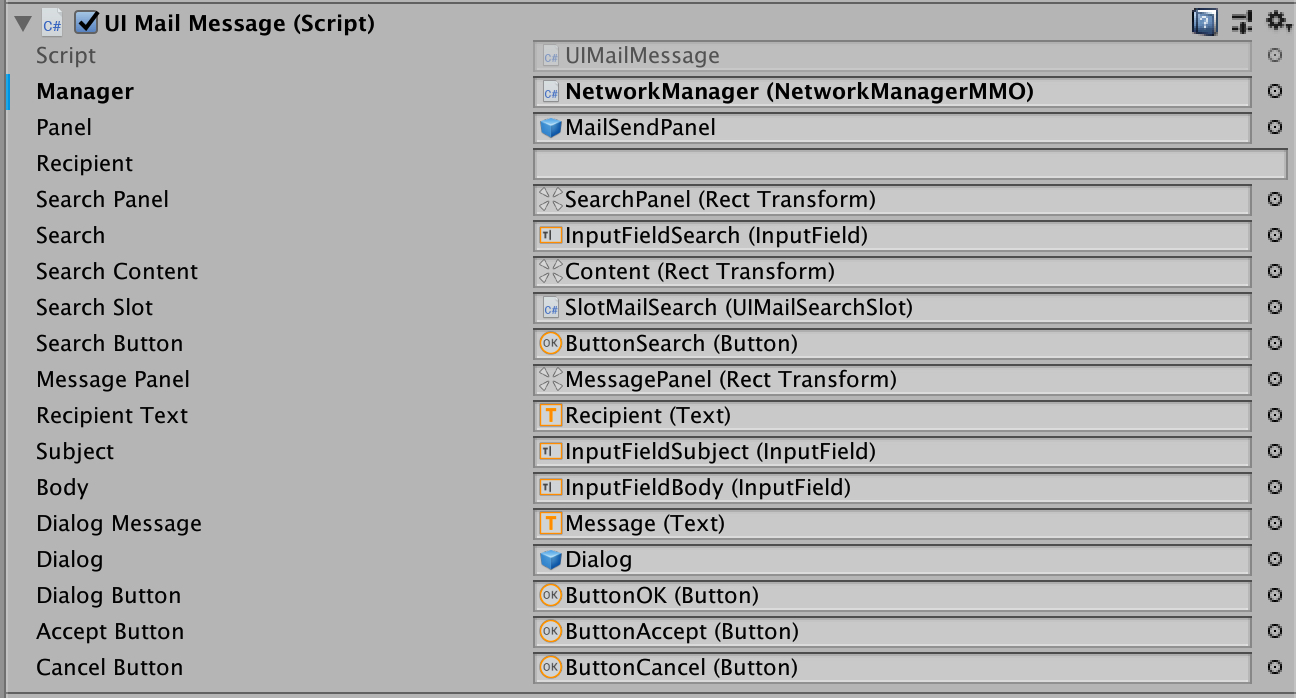 UI Mail Message (Script)
Script UIMailMessage
Manager NetworkManager (NetworkManagerMMO)
Panel MailSendPanel
Recipient
Search Panel SearchPanel (Rect Transform)
Search InputFieldSearch (InputField)
Search Content Content (Rect Transform)
Search Slot SlotMailSearch (UIMailSearchSlot)
Search Button ButtonSearch (Button)
Message Panel MessagePanel (Rect Transform)
Recipient Text Recipient (Text)
Subject InputFieldSubject (InputField)
Body InputFieldBody (InputField)
Dialog Message Message (Text)
Dialog Dialog
Dialog Button ButtonOK (Button)
Accept Button ButtonAccept (Button)
Cancel Button ButtonCancel (Button)